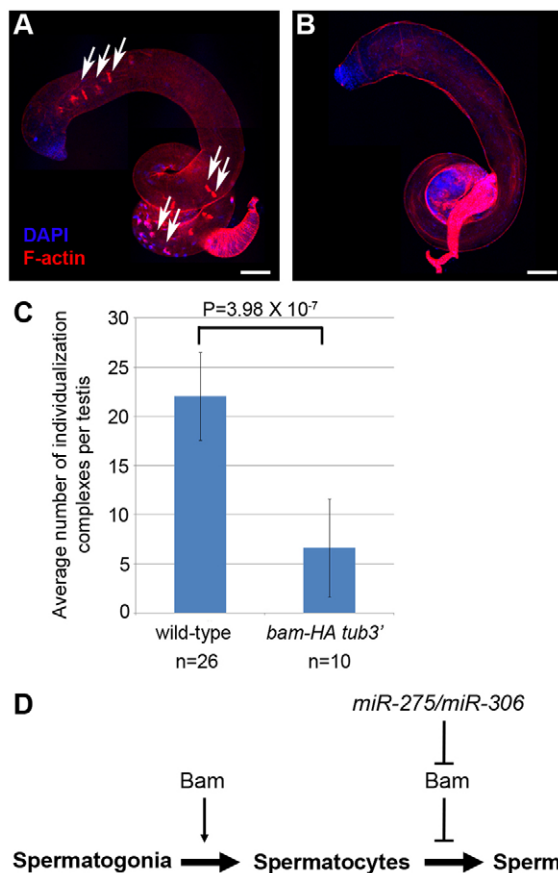 A
B
DAPI
F-actin
C
P=3.98 X 10-7
30
25
20
15
10
5
0
Average number of individualization
complexes per testis
wild-type
bam-HA tub3’
n=26
n=10
D
miR-275/miR-306
Bam
Bam
Spermatogonia
Spermatocytes
Sperm